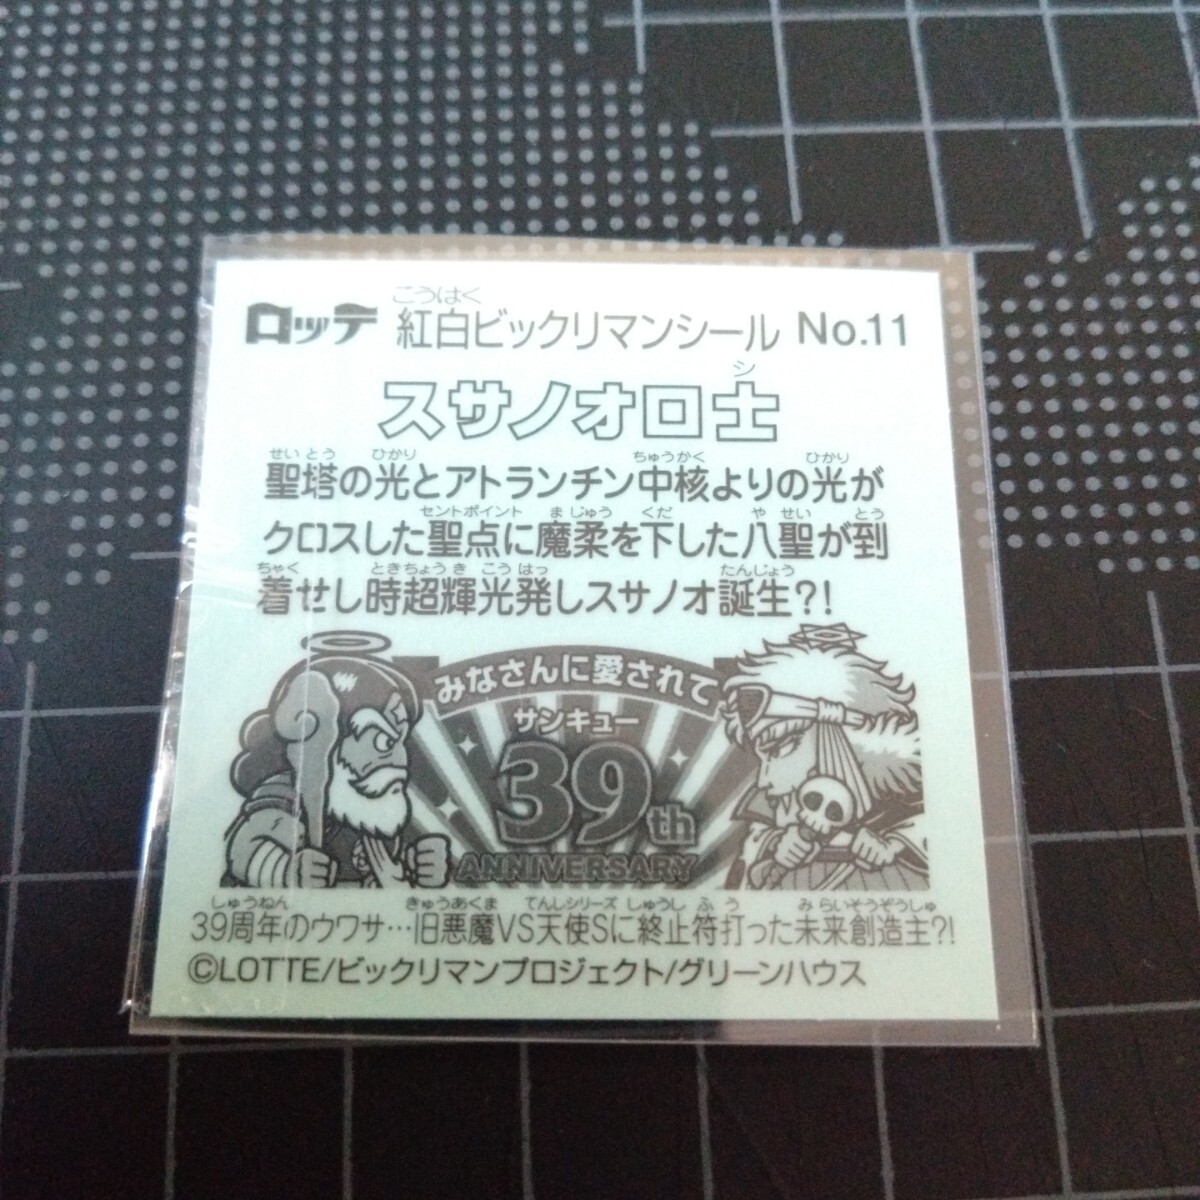 ロッテ 紅白ビックリマンシール No.11
こうはく
スサノオロ士
シ
聖塔の光とアトランチン中核よりの光が
せいとう ひかり ちゅうかく ひかり
クロスした聖点に魔柔を下した八聖が到
セントポイント まじゅう くだ やせい とう
着せし時超輝光発しスサノオ誕生?!
ちゃく ときちょうきこうはっ たんじょう
みなさんに愛されて
サンキュー
39th
ANNIVERSARY
39周年のウワサ…旧悪魔VS天使Sに終止符打った未来創造主?!
しゅうねん きゅうあくま てんしシリーズ しゅうしふう みらいそうぞうしゅ
©LOTTE/ビックリマンプロジェクト/グリーンハウス